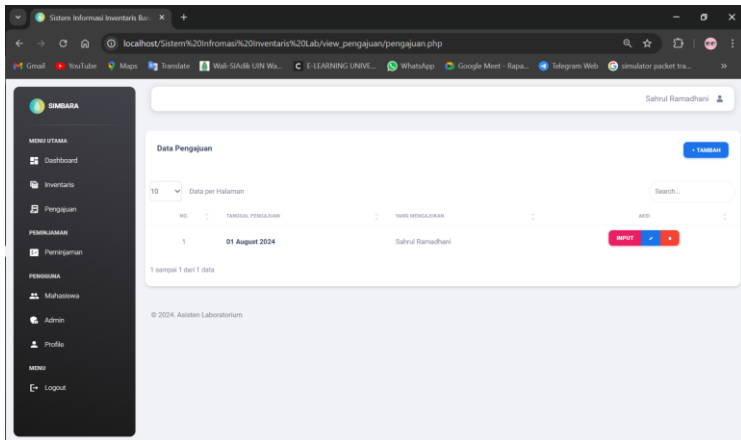 Sistem Informasi Inventaris Bar
localhost/Sistem%20Infromasi%20Inventaris%20Lab/view_pengajuan/pengajuan.php
Gmail YouTube Maps Translate Wali-SIAdik UIN Wa... E-LEARNING UNIVE... WhatsApp Google Meet - Rapa... Telegram Web simulator packet tra... »
SIMBARA
Sahrul Ramadhani
MENU UTAMA
Dashboard
Inventaris
Pengajuan
PEMINJAMAN
Peminjaman
PENGGUNA
Mahasiswa
Admin
Profile
MENU
Logout
Data Pengajuan
+ TAMBAH
10 Data per Halaman
Search...
NO. TANGGAL PENGAJUAN YANG MENGAJUKAN AKSI
1 01 August 2024 Sahrul Ramadhani INPUT
1 sampai 1 dari 1 data
© 2024. Asisten Laboratorium